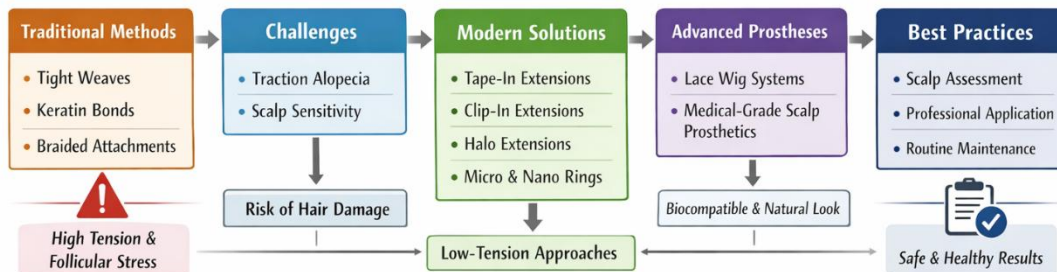 Traditional Methods
• Tight Weaves
• Keratin Bonds
• Braided Attachments
High Tension &
Follicular Stress
Challenges
• Traction Alopecia
• Scalp Sensitivity
Risk of Hair Damage
Modern Solutions
• Tape-In Extensions
• Clip-In Extensions
• Halo Extensions
• Micro & Nano Rings
Low-Tension Approaches
Advanced Prostheses
• Lace Wig Systems
• Medical-Grade Scalp
Prosthetics
Biocompatible & Natural Look
Best Practices
• Scalp Assessment
• Professional Application
• Routine Maintenance
Safe & Healthy Results